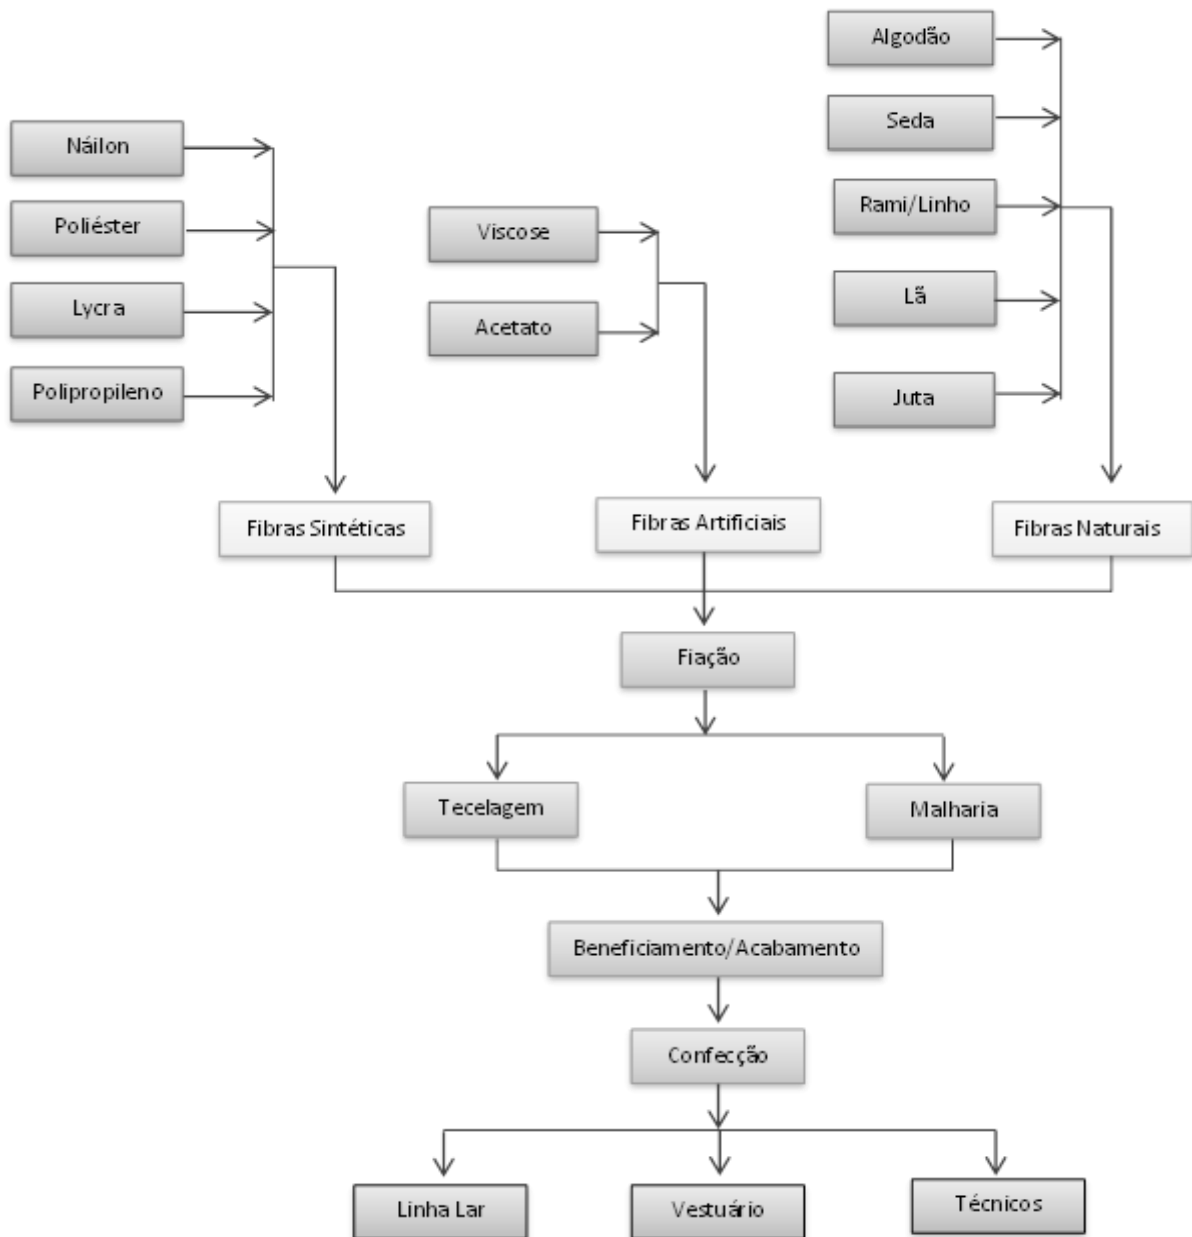 Algodão
Seda
Náilon
Rami/Linho
Poliéster
Viscose
Lã
Lycra
Acetato
Polipropileno
Juta
Fibras Sintéticas
Fibras Artificiais
Fibras Naturais
Fiação
Tecelagem
Malharia
Beneficiamento/Acabamento
Confecção
Linha Lar
Vestuário
Técnicos